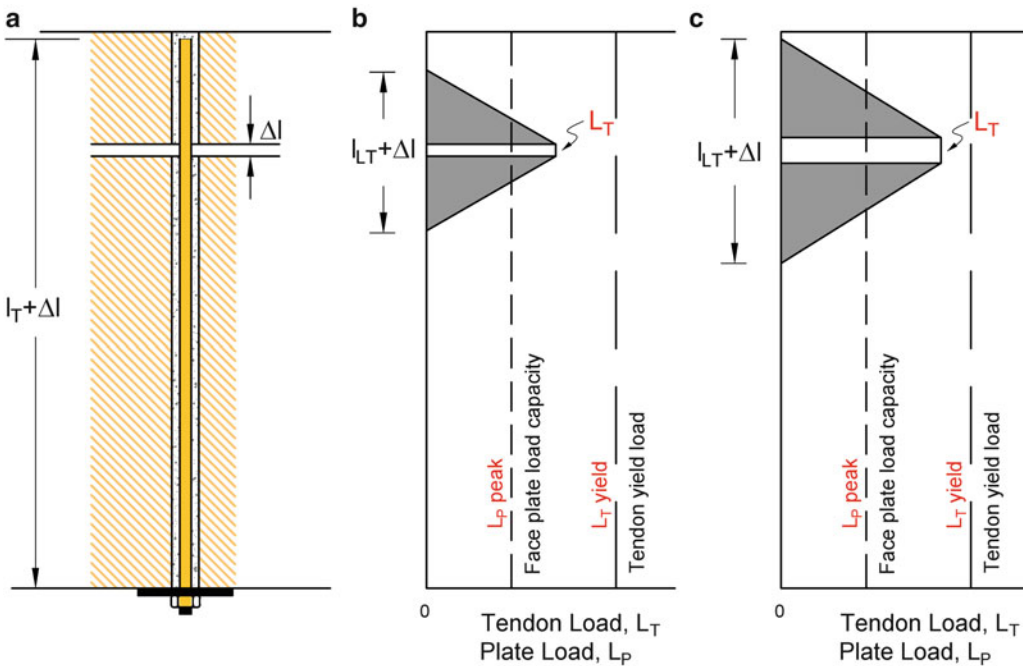 a
l_T+Δl
Δl
b
l_LT+Δl
L_T
L_P peak
Face plate load capacity
L_T yield
Tendon yield load
0
Tendon Load, L_T
Plate Load, L_P
c
l_LT+Δl
L_T
L_P peak
Face plate load capacity
L_T yield
Tendon yield load
0
Tendon Load, L_T
Plate Load, L_P